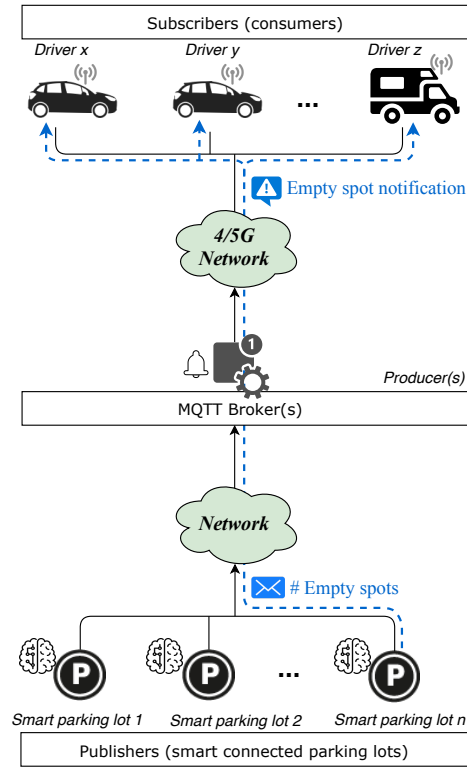 Subscribers (consumers)
Driver x
Driver y
Driver z
...
Empty spot notification
4/5G
Network
1
Producer(s)
MQTT Broker(s)
Network
# Empty spots
P
P
...
P
Smart parking lot 1
Smart parking lot 2
Smart parking lot n
Publishers (smart connected parking lots)